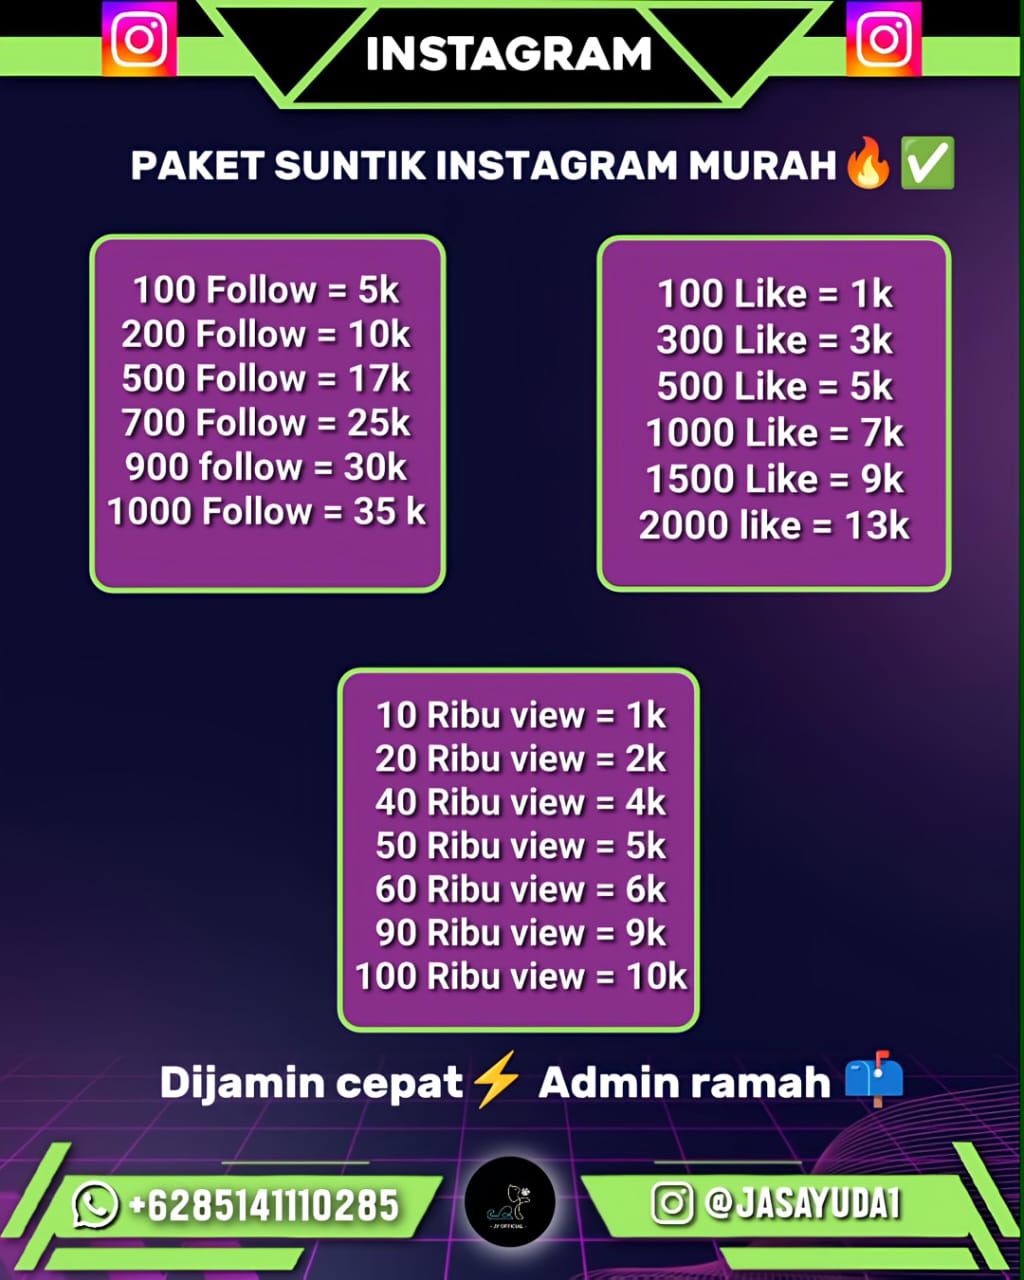 INSTAGRAM
PAKET SUNTIK INSTAGRAM MURAH🔥✅
100 Follow = 5k
200 Follow = 10k
500 Follow = 17k
700 Follow = 25k
900 follow = 30k
1000 Follow = 35 k
100 Like = 1k
300 Like = 3k
500 Like = 5k
1000 Like = 7k
1500 Like = 9k
2000 like = 13k
10 Ribu view = 1k
20 Ribu view = 2k
40 Ribu view = 4k
50 Ribu view = 5k
60 Ribu view = 6k
90 Ribu view = 9k
100 Ribu view = 10k
Dijamin cepat⚡ Admin ramah 📫
+6285141110285
- JY OFFICIAL -
@JASAYUDA1